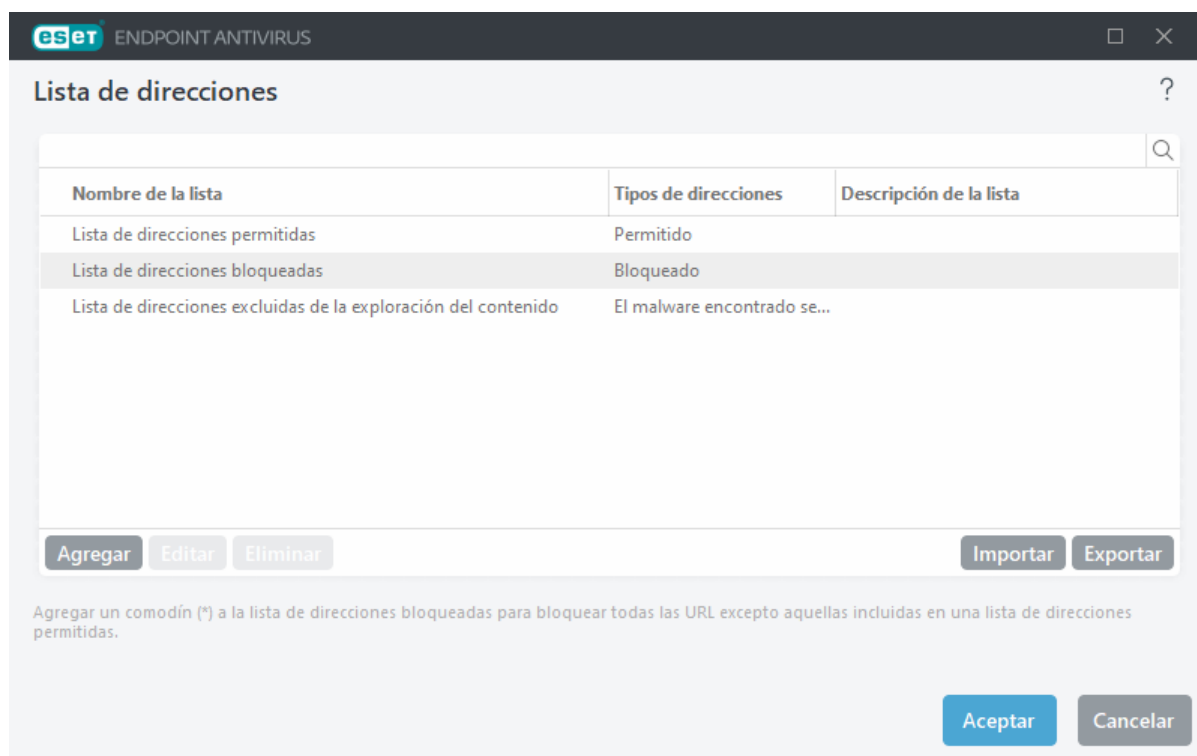 eset ENDPOINT ANTIVIRUS
Lista de direcciones
?
Nombre de la lista Tipos de direcciones Descripción de la lista
Lista de direcciones permitidas Permitido
Lista de direcciones bloqueadas Bloqueado
Lista de direcciones excluidas de la exploración del contenido El malware encontrado se...
Agregar Editar Eliminar Importar Exportar
Agregar un comodín (*) a la lista de direcciones bloqueadas para bloquear todas las URL excepto aquellas incluidas en una lista de direcciones
permitidas.
Aceptar Cancelar